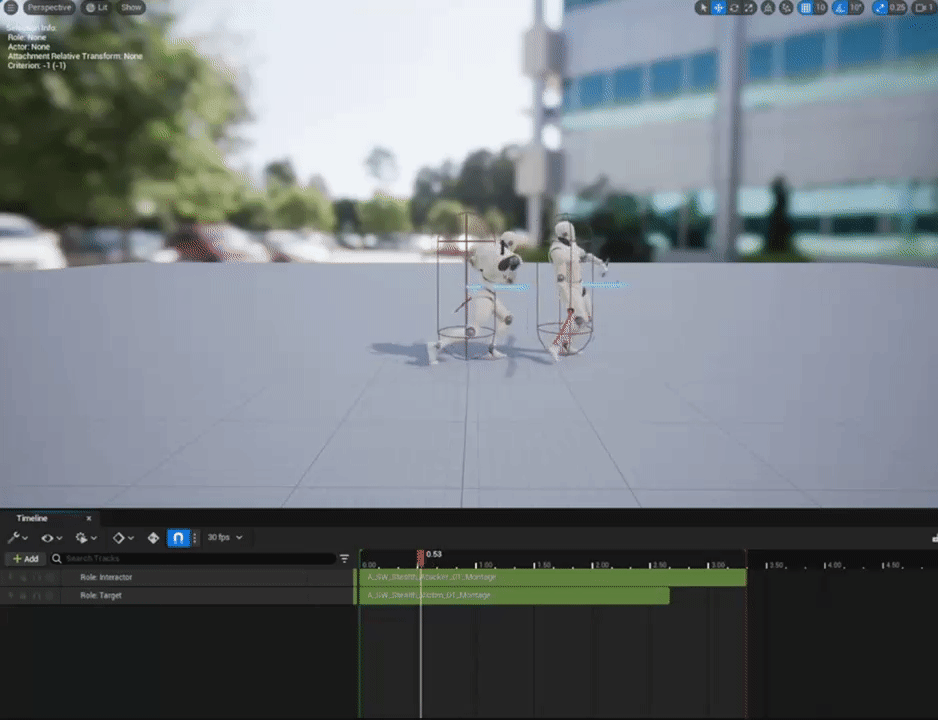 Perspective Lit Show 10 10° 0.25 1
Selection Info:
Role: None
Actor: None
Attachment Relative Transform: None
Criterion: -1 (-1)
Timeline
30 fps
+ Add Search Tracks
0.53
0.00 1.00 1.50 2.00 2.50 3.00 3.50 4.00 4.50
Role: Interactor A_SW_Stealth_Attacker_01_Montage
Role: Target A_SW_Stealth_Victim_01_Montage